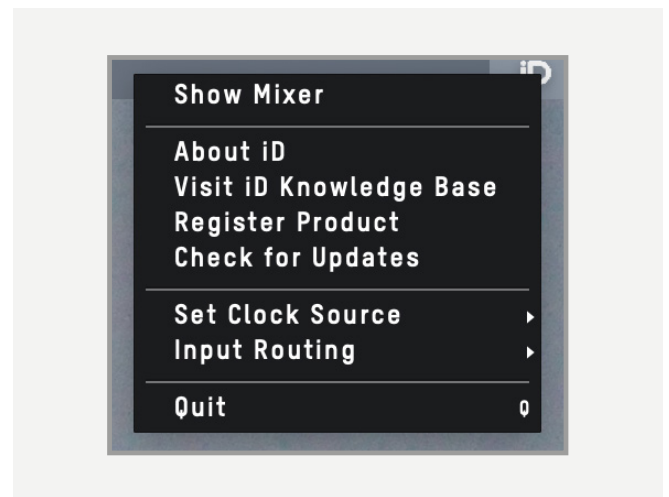 iD
Show Mixer
About iD
Visit iD Knowledge Base
Register Product
Check for Updates
Set Clock Source
Input Routing
Quit Q